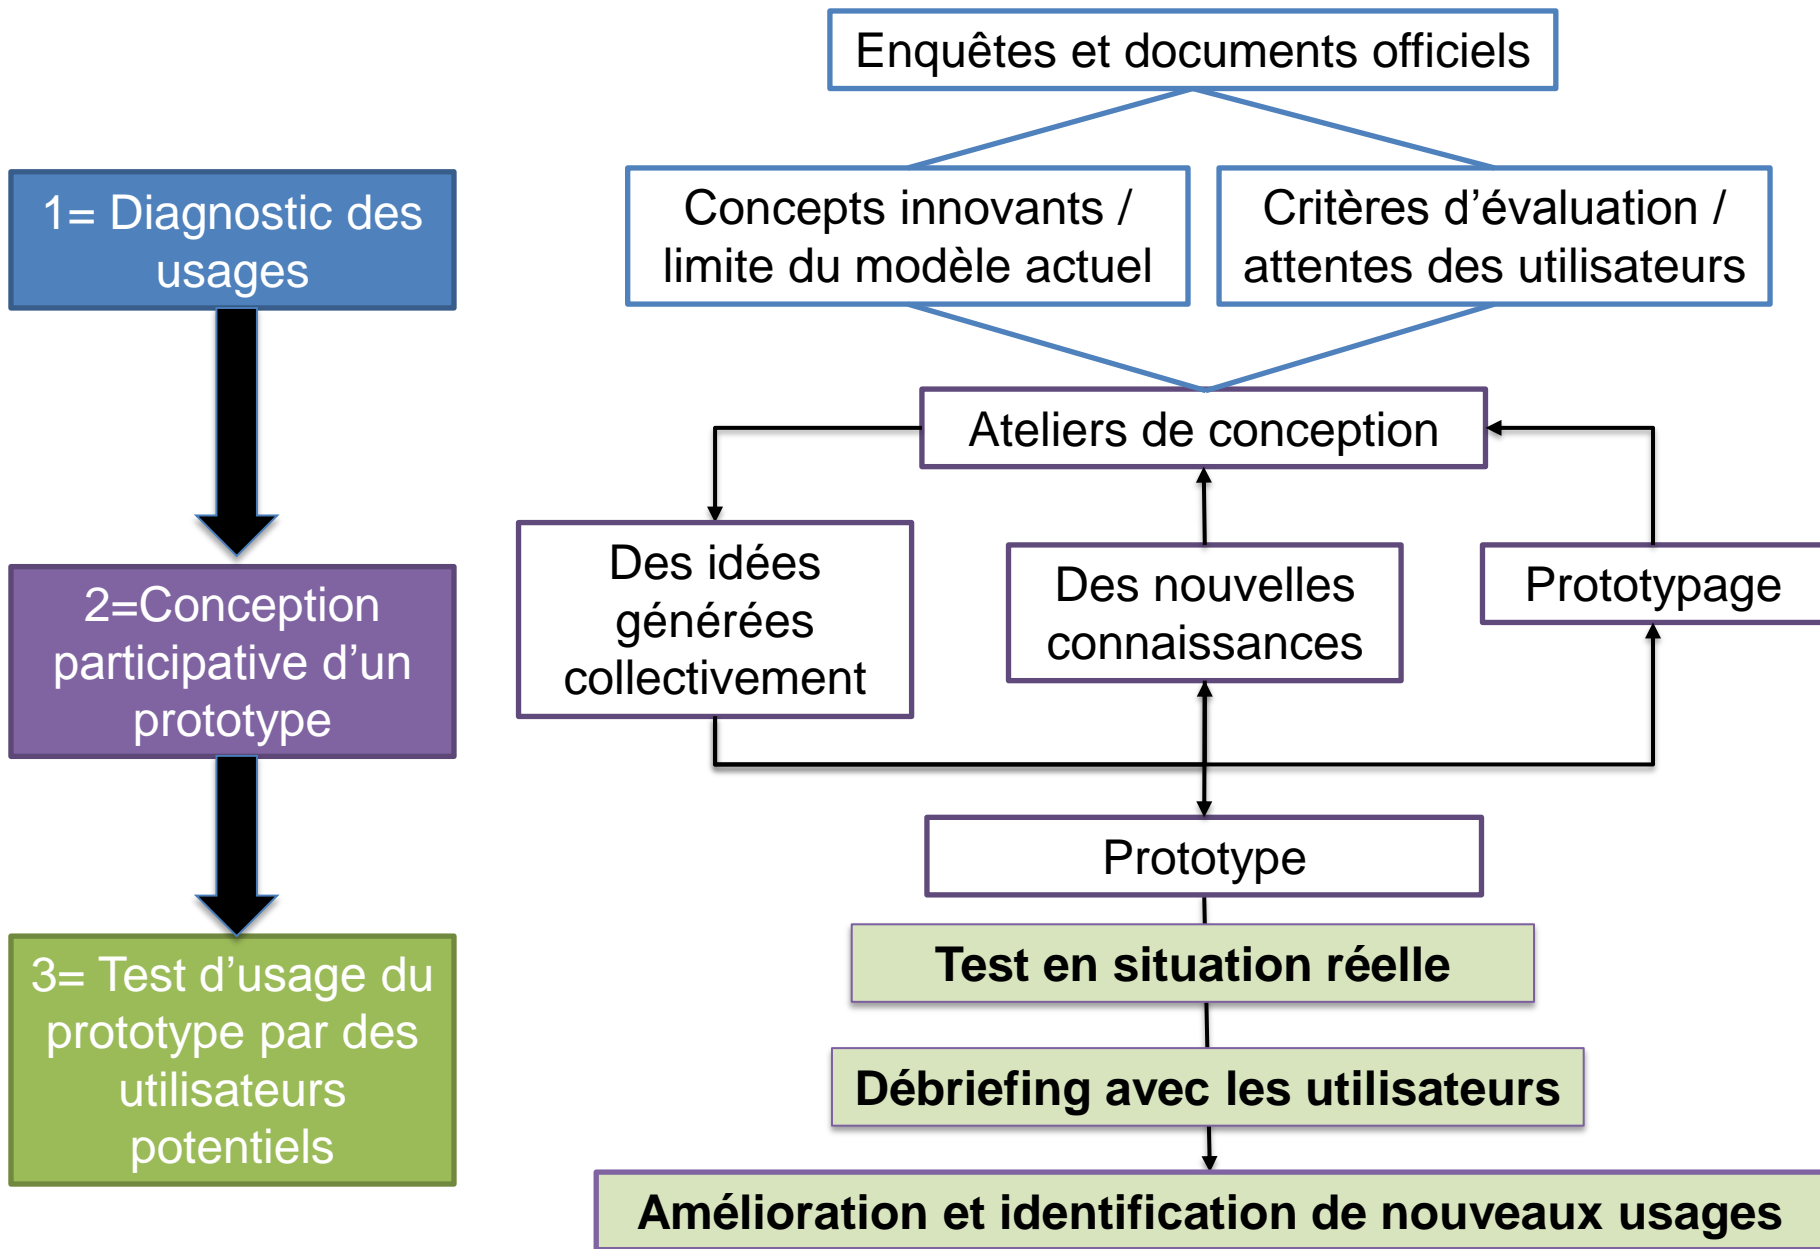 Enquêtes et documents officiels
1= Diagnostic des
usages
Concepts innovants /
limite du modèle actuel
Critères d’évaluation /
attentes des utilisateurs
Ateliers de conception
2=Conception
participative d’un
prototype
Des idées
générées
collectivement
Des nouvelles
connaissances
Prototypage
Prototype
3= Test d’usage du
prototype par des
utilisateurs
potentiels
Test en situation réelle
Débriefing avec les utilisateurs
Amélioration et identification de nouveaux usages